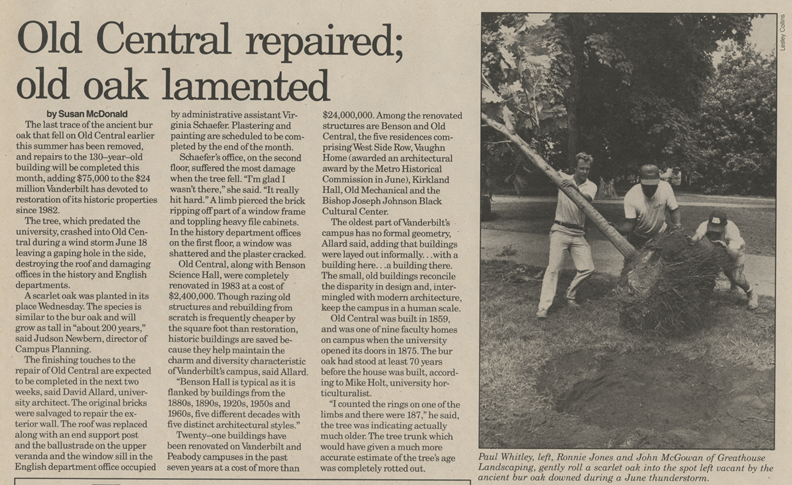 Old Central repaired;
old oak lamented
by Susan McDonald
The last trace of the ancient bur
oak that fell on Old Central earlier
this summer has been removed,
and repairs to the 130–year–old
building will be completed this
month, adding $75,000 to the $24
million Vanderbilt has devoted to
restoration of its historic properties
since 1982.
The tree, which predated the
university, crashed into Old Cen-
tral during a wind storm June 18
leaving a gaping hole in the side,
destroying the roof and damaging
offices in the history and English
departments.
A scarlet oak was planted in its
place Wednesday. The species is
similar to the bur oak and will
grow as tall in "about 200 years,"
said Judson Newbern, director of
Campus Planning.
The finishing touches to the
repair of Old Central are expected
to be completed in the next two
weeks, said David Allard, univer-
sity architect. The original bricks
were salvaged to repair the ex-
terior wall. The roof was replaced
along with an end support post
and the ballustrade on the upper
veranda and the window sill in the
English department office occupied
by administrative assistant Vir-
ginia Schaefer. Plastering and
painting are scheduled to be com-
pleted by the end of the month.
Schaefer's office, on the second
floor, suffered the most damage
when the tree fell. "I'm glad I
wasn't there," she said. "It really
hit hard." A limb pierced the brick
ripping off part of a window frame
and toppling heavy file cabinets.
In the history department offices
on the first floor, a window was
shattered and the plaster cracked.
Old Central, along with Benson
Science Hall, were completely
renovated in 1983 at a cost of
$2,400,000. Though razing old
structures and rebuilding from
scratch is frequently cheaper by
the square foot than restoration,
historic buildings are saved be-
cause they help maintain the
charm and diversity characteristic
of Vanderbilt's campus, said Allard.
"Benson Hall is typical as it is
flanked by buildings from the
1880s, 1890s, 1920s, 1950s and
1960s, five different decades with
five distinct architectural styles."
Twenty–one buildings have
been renovated on Vanderbilt and
Peabody campuses in the past
seven years at a cost of more than
$24,000,000. Among the renovated
structures are Benson and Old
Central, the five residences com-
prising West Side Row, Vaughn
Home (awarded an architectural
award by the Metro Historical
Commission in June), Kirkland
Hall, Old Mechanical and the
Bishop Joseph Johnson Black
Cultural Center.
The oldest part of Vanderbilt's
campus has no formal geometry,
Allard said, adding that buildings
were layed out informally. . .with a
building here. . .a building there.
The small, old buildings reconcile
the disparity in design and, inter-
mingled with modern architecture,
keep the campus in a human scale.
Old Central was built in 1859,
and was one of nine faculty homes
on campus when the university
opened its doors in 1875. The bur
oak had stood at least 70 years
before the house was built, accord-
ing to Mike Holt, university hor-
ticulturalist.
"I counted the rings on one of the
limbs and there were 187," he said,
the tree was indicating actually
much older. The tree trunk which
would have given a much more
accurate estimate of the tree's age
was completely rotted out.
Lesley Collins
Paul Whitley, left, Ronnie Jones and John McGowan of Greathouse
Landscaping, gently roll a scarlet oak into the spot left vacant by the
ancient bur oak downed during a June thunderstorm.